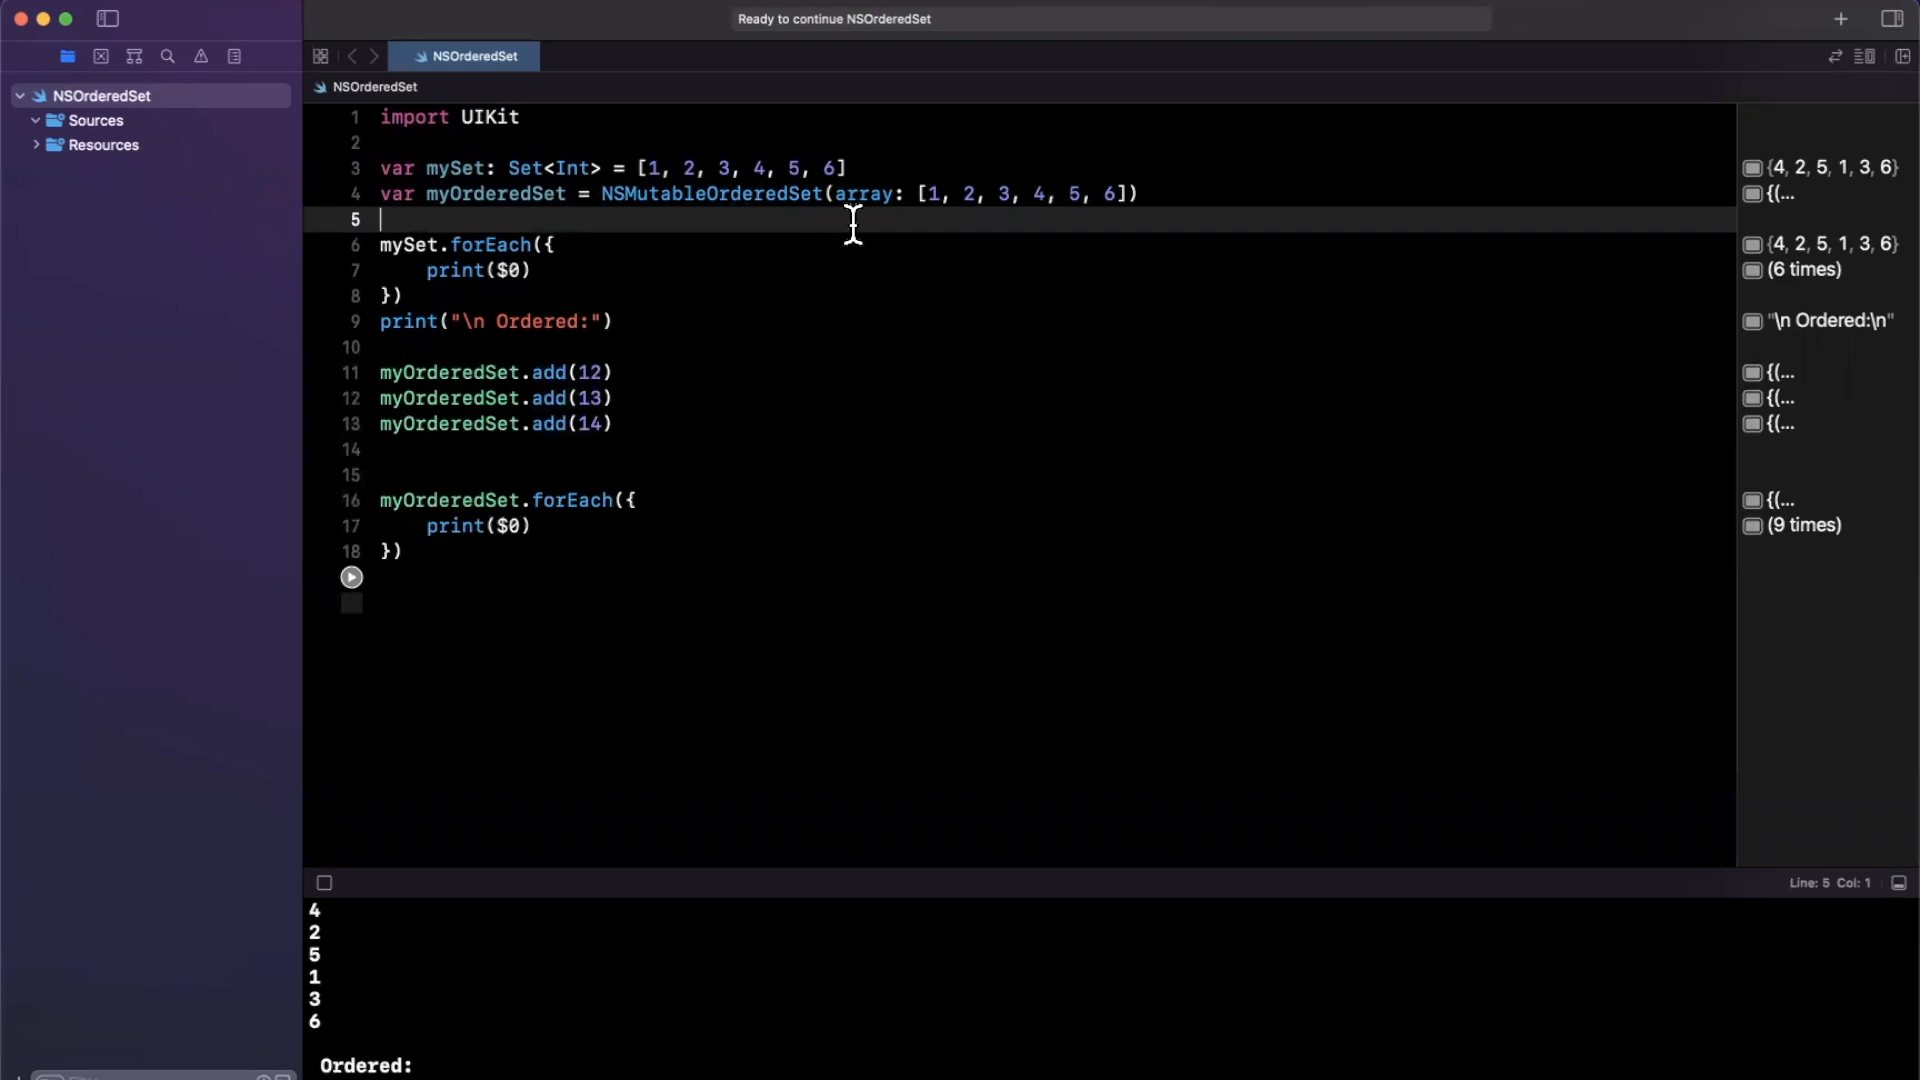 Ready to continue NSOrderedSet
NSOrderedSet
NSOrderedSet
NSOrderedSet
Sources
Resources
1 import UIKit
2
3 var mySet: Set<Int> = [1, 2, 3, 4, 5, 6]
4 var myOrderedSet = NSMutableOrderedSet(array: [1, 2, 3, 4, 5, 6])
5
6 mySet.forEach({
7     print($0)
8 })
9 print("\n Ordered:")
10
11 myOrderedSet.add(12)
12 myOrderedSet.add(13)
13 myOrderedSet.add(14)
14
15
16 myOrderedSet.forEach({
17     print($0)
18 })
{4, 2, 5, 1, 3, 6}
{(...
{4, 2, 5, 1, 3, 6}
(6 times)
"\n Ordered:\n"
{(...
{(...
{(...
{(...
(9 times)
Line: 5 Col: 1
4
2
5
1
3
6
Ordered: